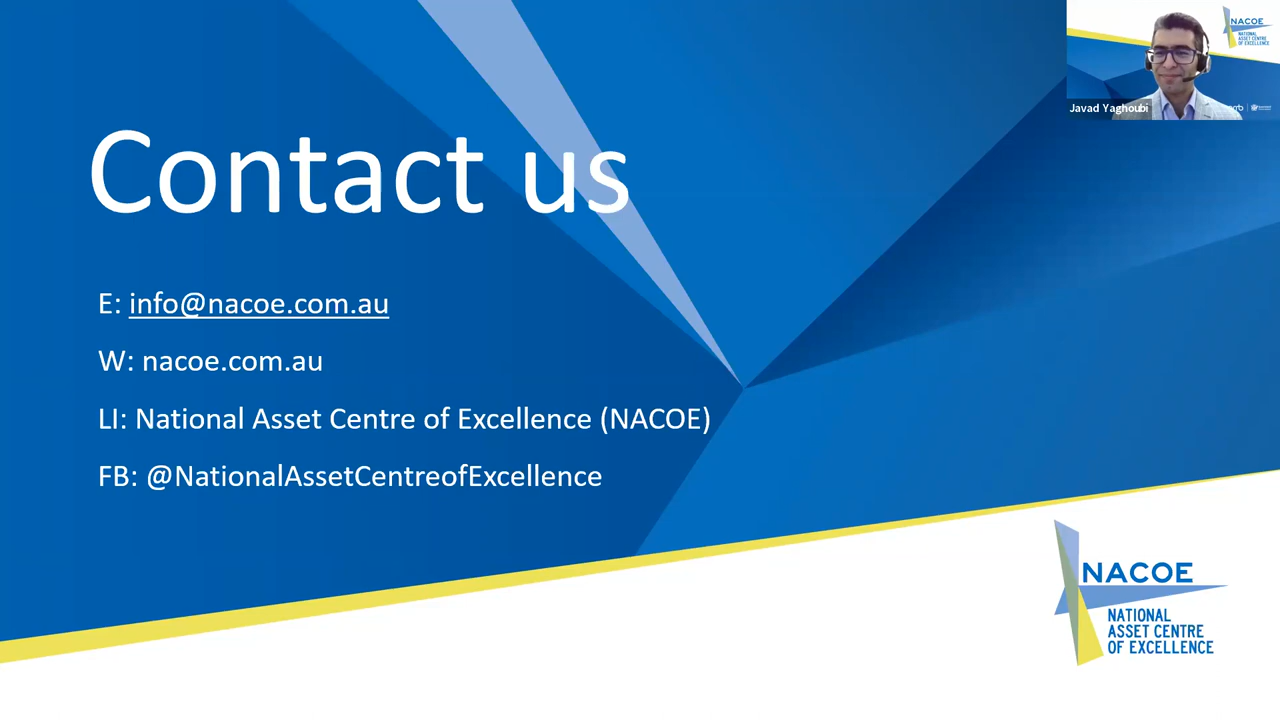 Contact us
E: info@nacoe.com.au
W: nacoe.com.au
LI: National Asset Centre of Excellence (NACOE)
FB: @NationalAssetCentreofExcellence
NACOE
NATIONAL
ASSET CENTRE
OF EXCELLENCE
Javad Yaghoubi
NACOE
NATIONAL
ASSET CENTRE
OF EXCELLENCE